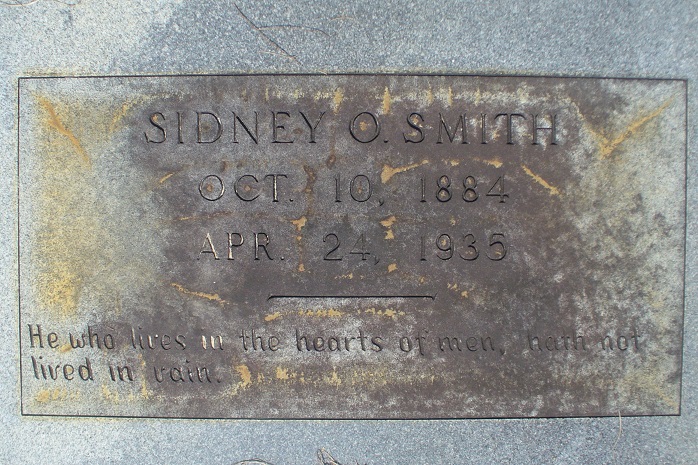 SIDNEY O. SMITH
OCT. 10, 1884
APR. 24, 1935
He who lives in the hearts of men, hath not
lived in vain.